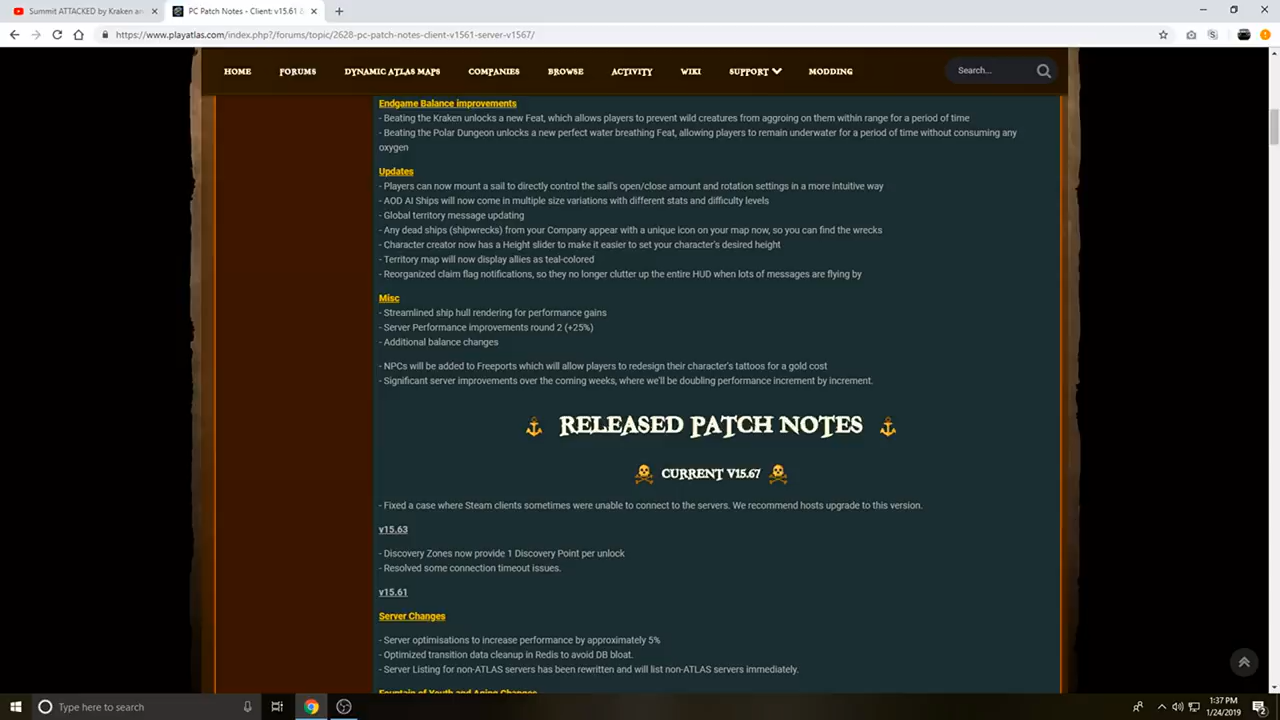 Summit ATTACKED by Kraken an
PC Patch Notes - Client: v15.61 &
https://www.playatlas.com/index.php?/forums/topic/2628-pc-patch-notes-client-v1561-server-v1567/
HOME FORUMS DYNAMIC ATLAS MAPS COMPANIES BROWSE ACTIVITY WIKI SUPPORT MODDING Search...
Endgame Balance improvements
- Beating the Kraken unlocks a new Feat, which allows players to prevent wild creatures from aggroing on them within range for a period of time
- Beating the Polar Dungeon unlocks a new perfect water breathing Feat, allowing players to remain underwater for a period of time without consuming any
oxygen
Updates
- Players can now mount a sail to directly control the sail's open/close amount and rotation settings in a more intuitive way
- AOD AI Ships will now come in multiple size variations with different stats and difficulty levels
- Global territory message updating
- Any dead ships (shipwrecks) from your Company appear with a unique icon on your map now, so you can find the wrecks
- Character creator now has a Height slider to make it easier to set your character's desired height
- Territory map will now display allies as teal-colored
- Reorganized claim flag notifications, so they no longer clutter up the entire HUD when lots of messages are flying by
Misc
- Streamlined ship hull rendering for performance gains
- Server Performance improvements round 2 (+25%)
- Additional balance changes
- NPCs will be added to Freeports which will allow players to redesign their character's tattoos for a gold cost
- Significant server improvements over the coming weeks, where we'll be doubling performance increment by increment.
RELEASED PATCH NOTES
CURRENT V15.67
- Fixed a case where Steam clients sometimes were unable to connect to the servers. We recommend hosts upgrade to this version.
v15.63
- Discovery Zones now provide 1 Discovery Point per unlock
- Resolved some connection timeout issues.
v15.61
Server Changes
- Server optimisations to increase performance by approximately 5%
- Optimized transition data cleanup in Redis to avoid DB bloat.
- Server Listing for non-ATLAS servers has been rewritten and will list non-ATLAS servers immediately.
Fountain of Youth and Aging Changes
Type here to search
1:37 PM
1/24/2019
2